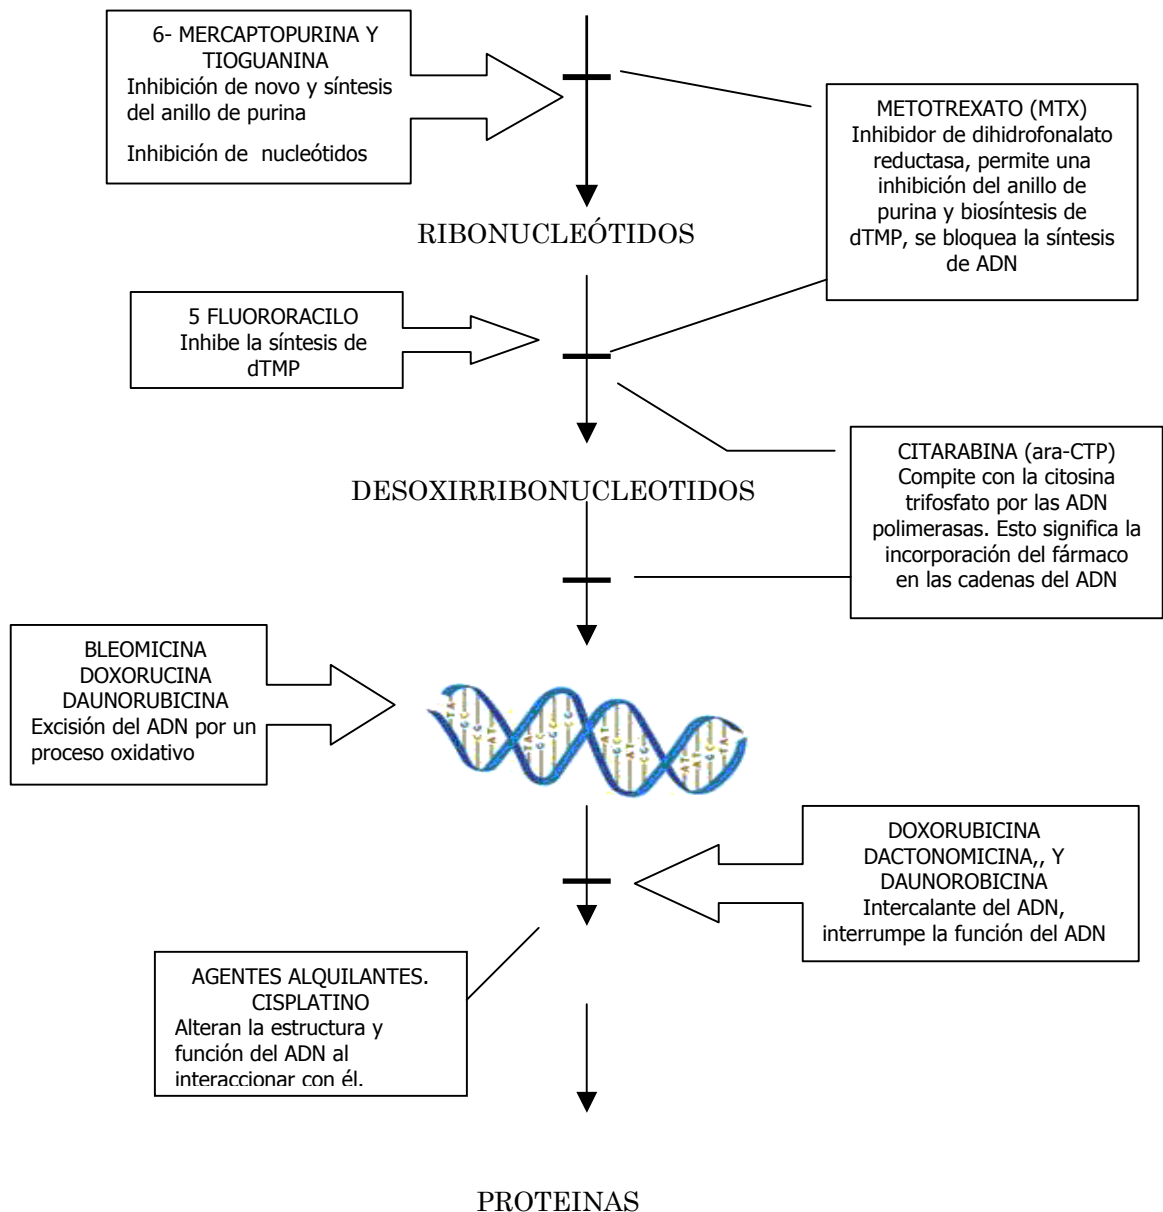 6- MERCAPTOPURINA Y
TIOGUANINA
Inhibición de novo y síntesis
del anillo de purina
Inhibición de nucleótidos
METOTREXATO (MTX)
Inhibidor de dihidrofonalato
reductasa, permite una
inhibición del anillo de
purina y biosíntesis de
dTMP, se bloquea la síntesis
de ADN
RIBONUCLEÓTIDOS
5 FLUORORACILO
Inhibe la síntesis de
dTMP
CITARABINA (ara-CTP)
Compite con la citosina
trifosfato por las ADN
polimerasas. Esto significa la
incorporación del fármaco
en las cadenas del ADN
DESOXIRRIBONUCLEOTIDOS
BLEOMICINA
DOXORUCINA
DAUNORUBICINA
Excisión del ADN por un
proceso oxidativo
DOXORUBICINA
DACTONOMICINA,, Y
DAUNOROBICINA
Intercalante del ADN,
interrumpe la función del ADN
AGENTES ALQUILANTES.
CISPLATINO
Alteran la estructura y
función del ADN al
interaccionar con él.
PROTEINAS